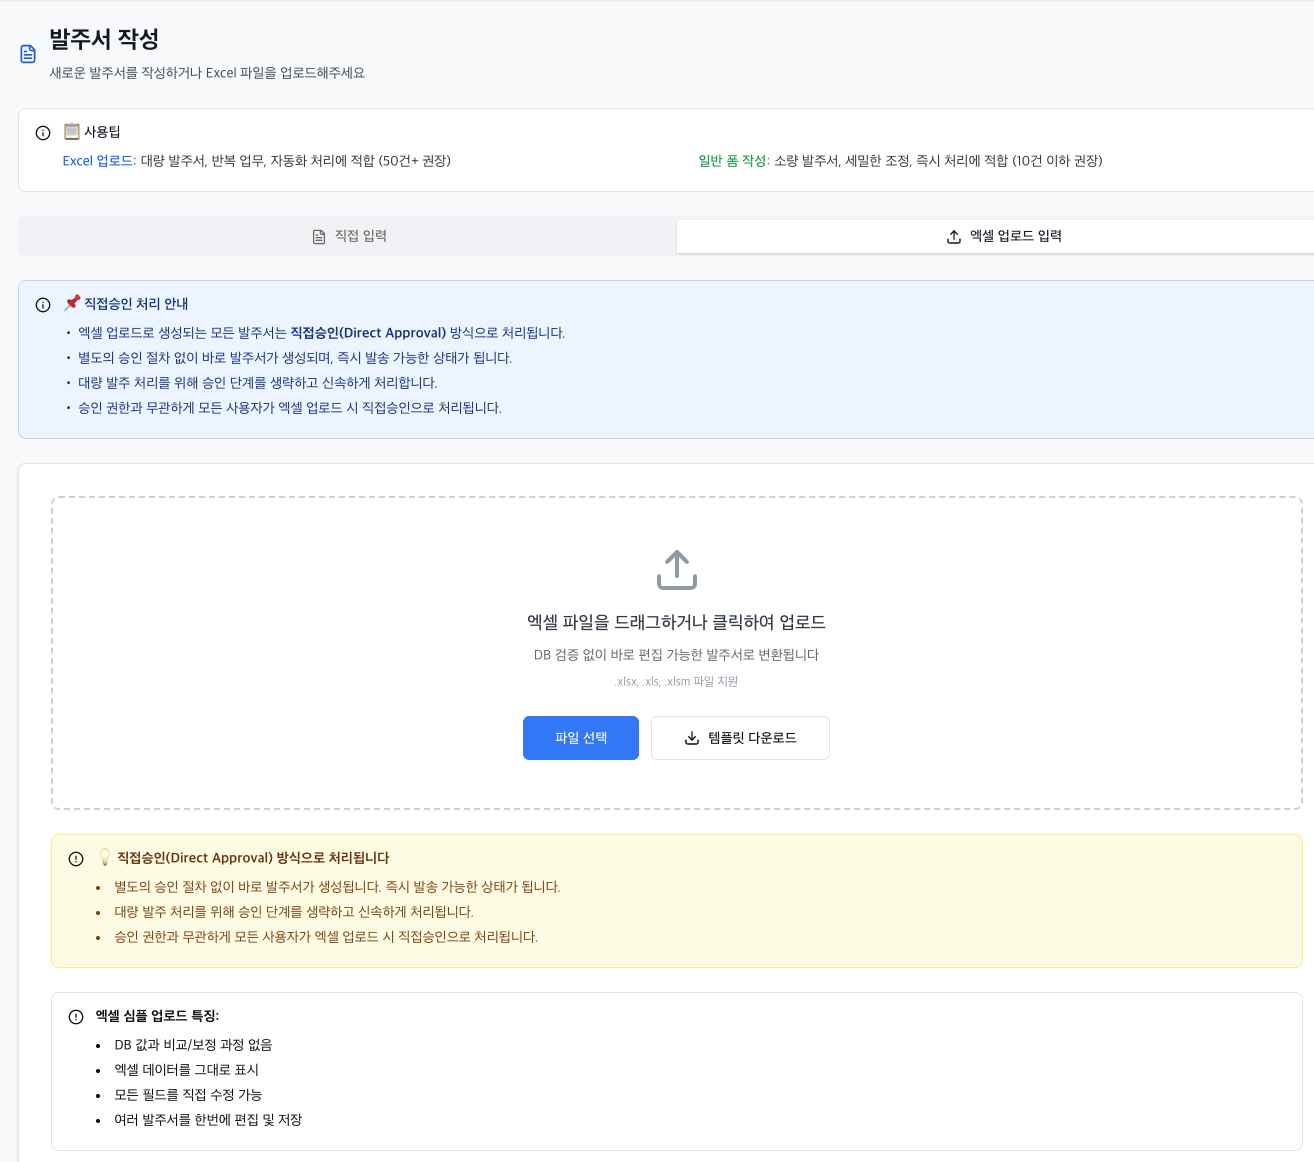 발주서 작성
새로운 발주서를 작성하거나 Excel 파일을 업로드해주세요
📋 사용팁
Excel 업로드: 대량 발주서, 반복 업무, 자동화 처리에 적합 (50건+ 권장)
일반 폼 작성: 소량 발주서, 세밀한 조정, 즉시 처리에 적합 (10건 이하 권장)
직접 입력
엑셀 업로드 입력
📌 직접승인 처리 안내
• 엑셀 업로드로 생성되는 모든 발주서는 직접승인(Direct Approval) 방식으로 처리됩니다.
• 별도의 승인 절차 없이 바로 발주서가 생성되며, 즉시 발송 가능한 상태가 됩니다.
• 대량 발주 처리를 위해 승인 단계를 생략하고 신속하게 처리합니다.
• 승인 권한과 무관하게 모든 사용자가 엑셀 업로드 시 직접승인으로 처리됩니다.
엑셀 파일을 드래그하거나 클릭하여 업로드
DB 검증 없이 바로 편집 가능한 발주서로 변환됩니다
.xlsx, .xls, .xlsm 파일 지원
파일 선택
템플릿 다운로드
💡 직접승인(Direct Approval) 방식으로 처리됩니다
• 별도의 승인 절차 없이 바로 발주서가 생성됩니다. 즉시 발송 가능한 상태가 됩니다.
• 대량 발주 처리를 위해 승인 단계를 생략하고 신속하게 처리됩니다.
• 승인 권한과 무관하게 모든 사용자가 엑셀 업로드 시 직접승인으로 처리됩니다.
엑셀 심플 업로드 특징:
• DB 값과 비교/보정 과정 없음
• 엑셀 데이터를 그대로 표시
• 모든 필드를 직접 수정 가능
• 여러 발주서를 한번에 편집 및 저장